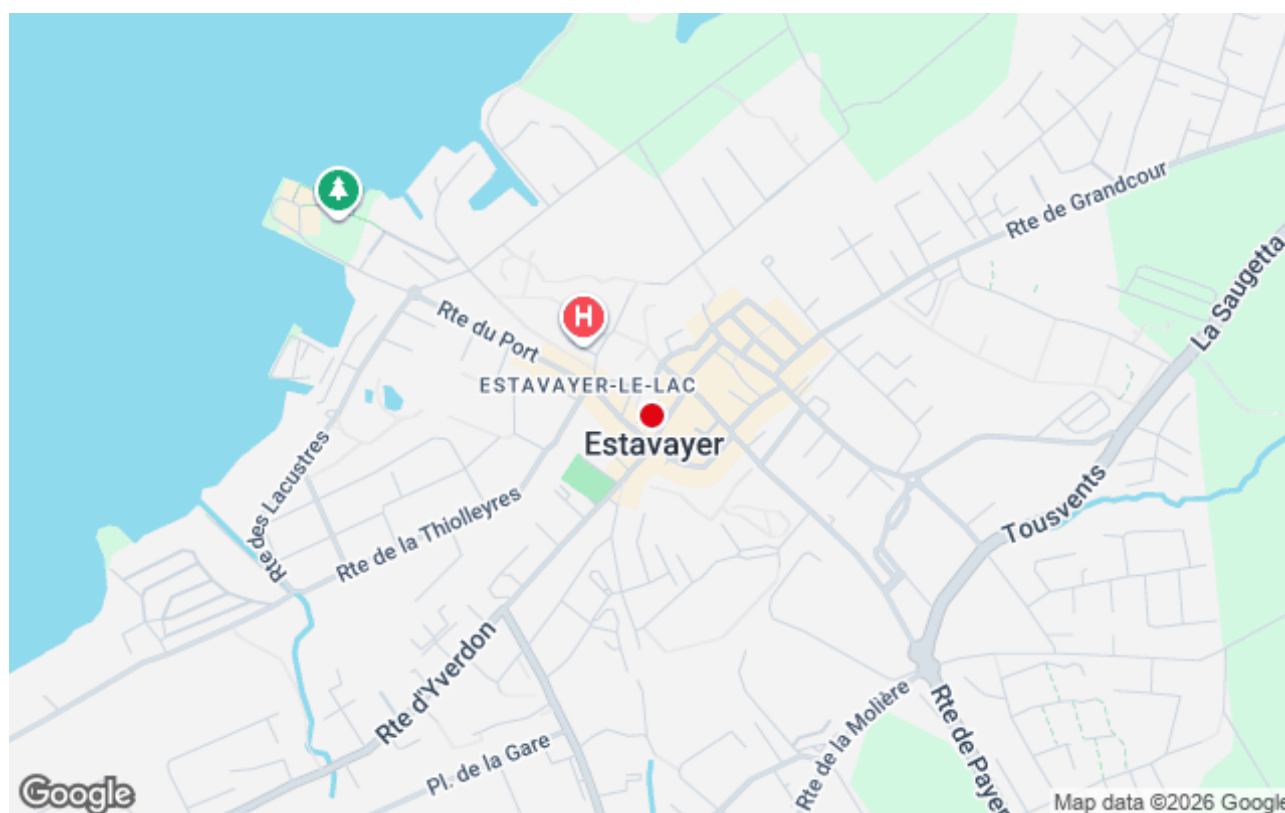 Rte de Grandcour
La Saugetta
H
Rte du Port
ESTAVAYER-LE-LAC
Estavayer
Rte des Lacustres
Rte de la Thiolleyres
Tousvents
Rte d'Yverdon
Rte de la Molière
Rte de Payer
Pl. de la Gare
Google
Map data ©2026 Google